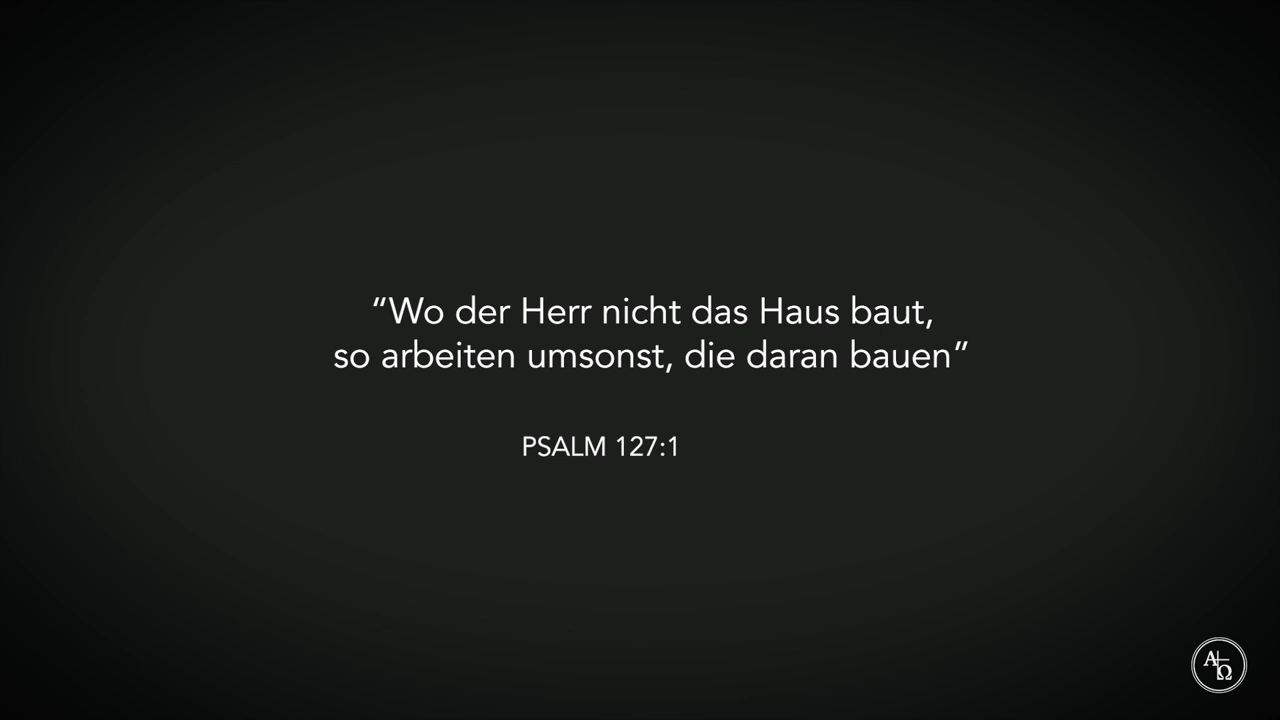 “Wo der Herr nicht das Haus baut,
so arbeiten umsonst, die daran bauen”
PSALM 127:1
Α Ω